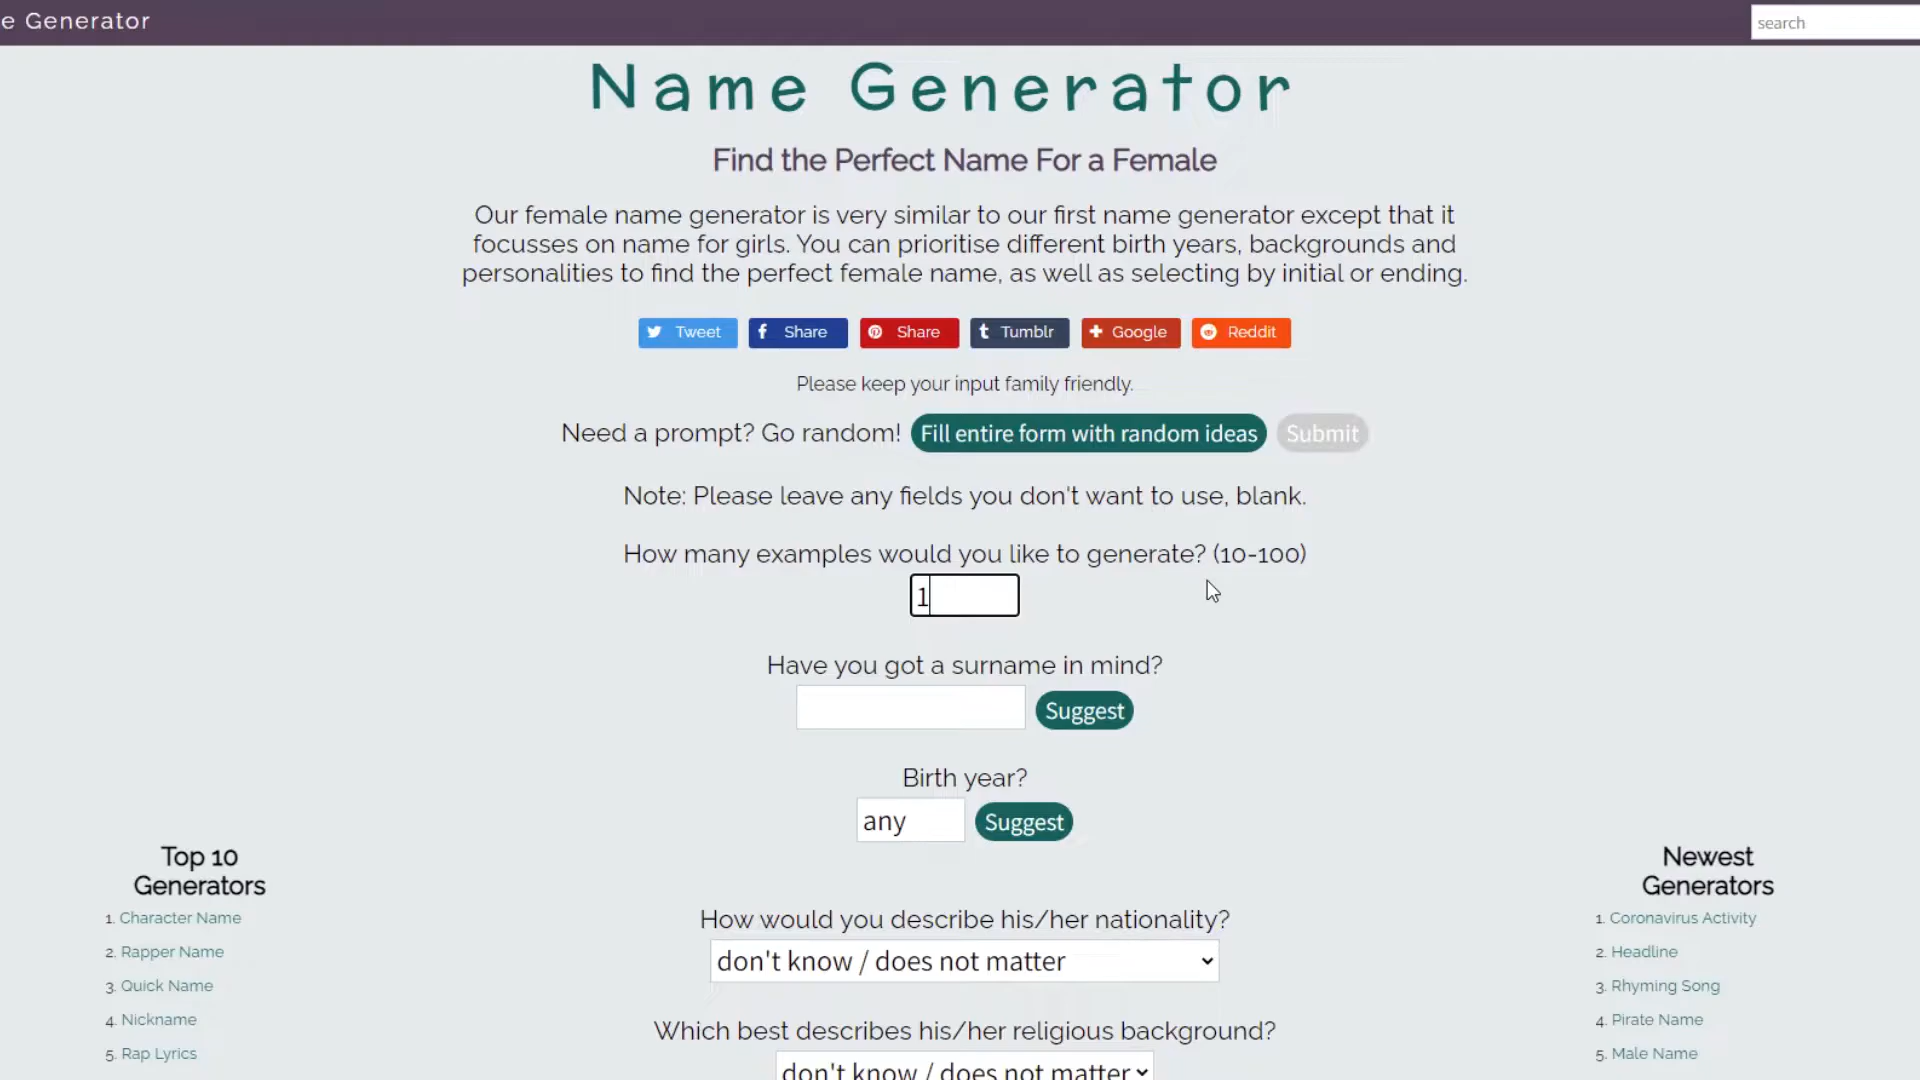 e Generator
search
Name Generator
Find the Perfect Name For a Female
Our female name generator is very similar to our first name generator except that it
focusses on name for girls. You can prioritise different birth years, backgrounds and
personalities to find the perfect female name, as well as selecting by initial or ending.
Tweet Share Share Tumblr Google Reddit
Please keep your input family friendly.
Need a prompt? Go random! Fill entire form with random ideas Submit
Note: Please leave any fields you don't want to use, blank.
How many examples would you like to generate? (10-100)
1
Have you got a surname in mind?
Suggest
Birth year?
any Suggest
How would you describe his/her nationality?
don't know / does not matter
Which best describes his/her religious background?
don't know / does not matter
Top 10
Generators
1. Character Name
2. Rapper Name
3. Quick Name
4. Nickname
5. Rap Lyrics
Newest
Generators
1. Coronavirus Activity
2. Headline
3. Rhyming Song
4. Pirate Name
5. Male Name